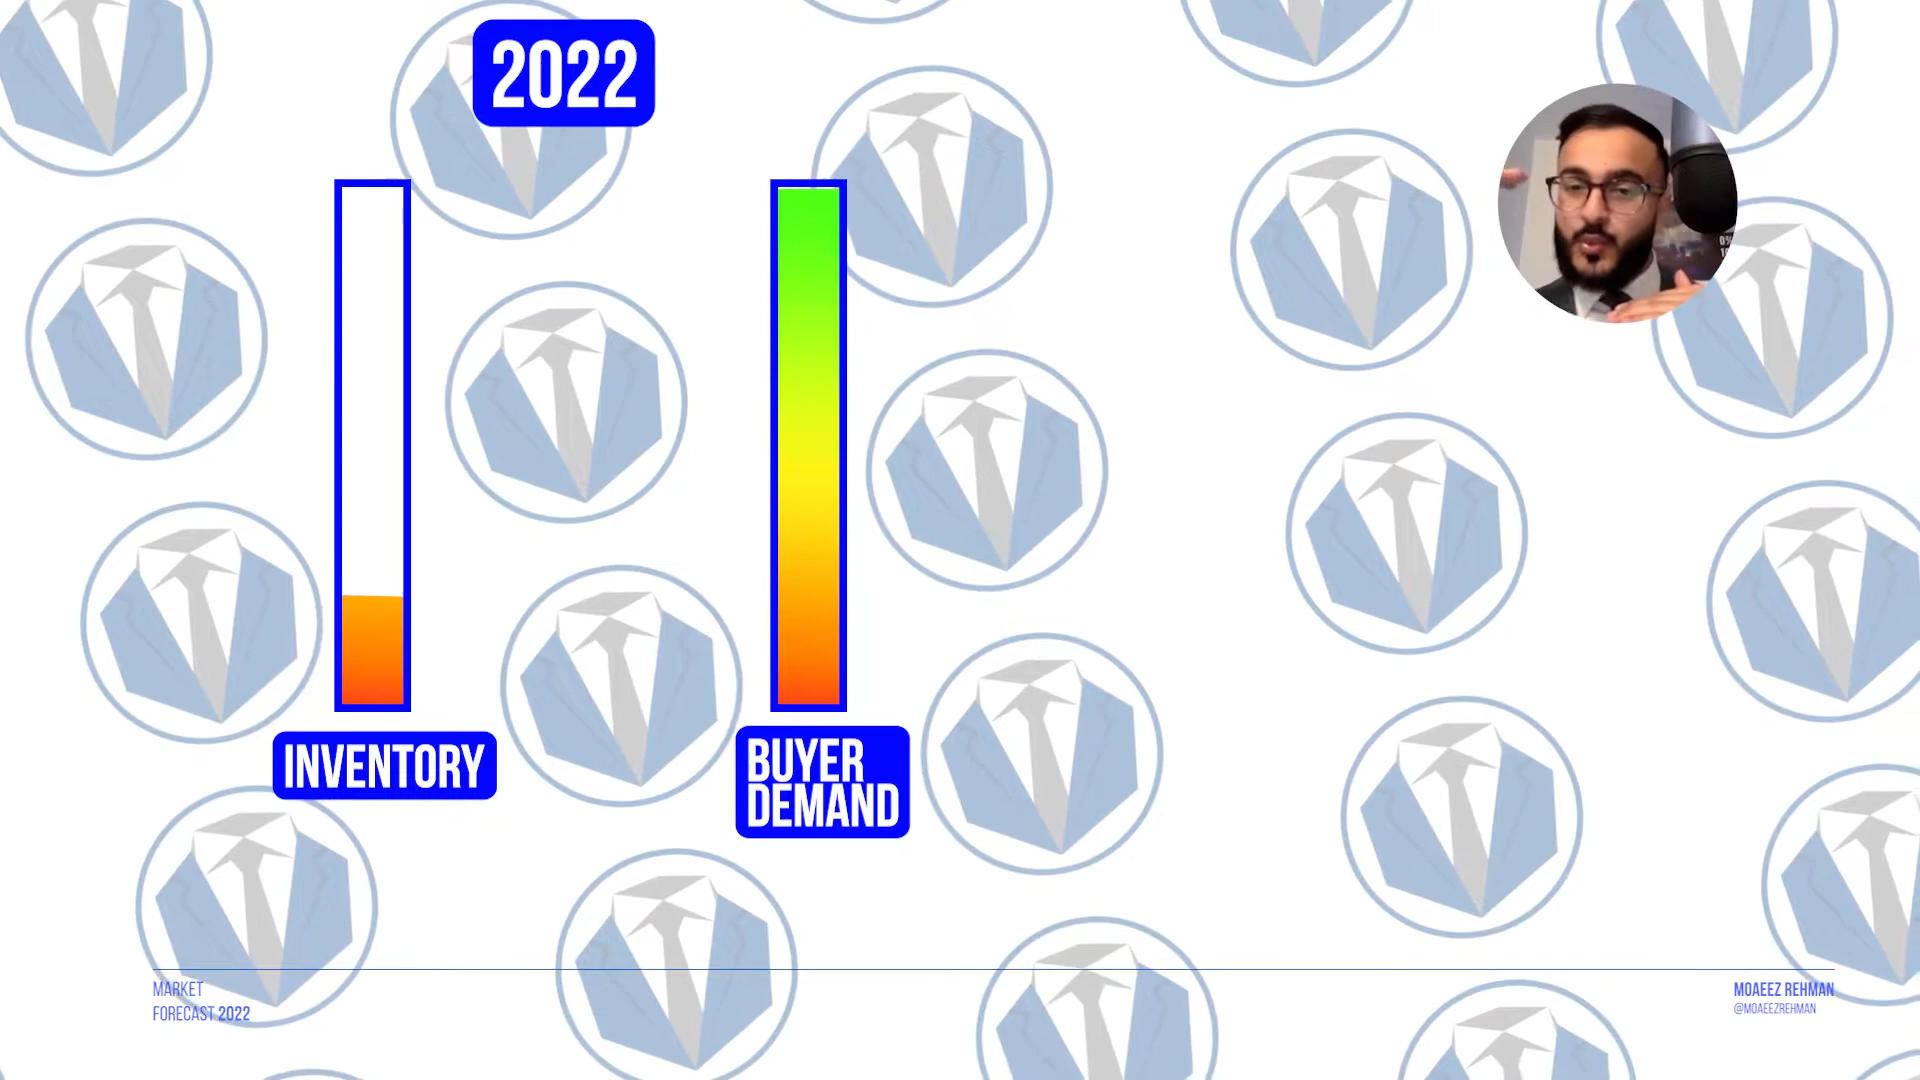 2022
INVENTORY
BUYER
DEMAND
MARKET
FORECAST 2022
MOAEEZ REHMAN
@MOAEEZREHMAN